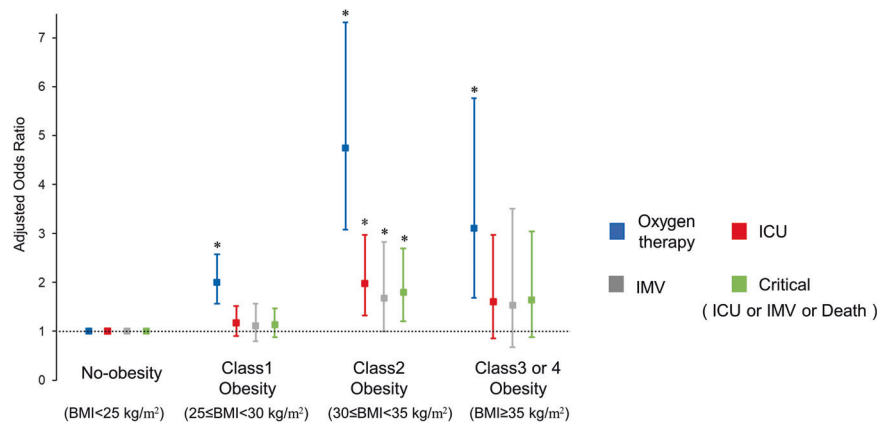 Adjusted Odds Ratio
7
6
5
4
3
2
1
0
*
*
*
*
*
*
No-obesity
(BMI<25 kg/m²)
Class1
Obesity
(25≤BMI<30 kg/m²)
Class2
Obesity
(30≤BMI<35 kg/m²)
Class3 or 4
Obesity
(BMI≥35 kg/m²)
Oxygen
therapy
ICU
IMV
Critical
( ICU or IMV or Death )